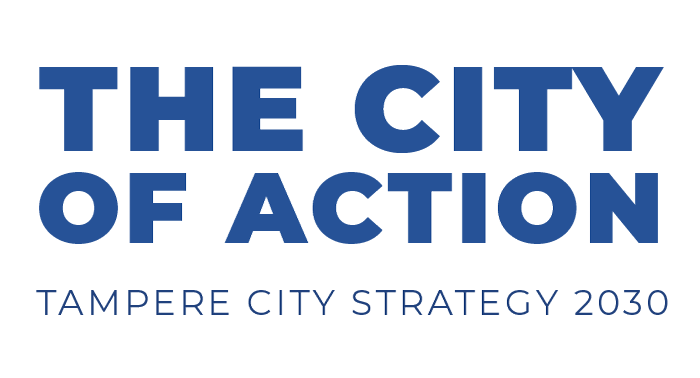 THE CITY
OF ACTION
TAMPERE CITY STRATEGY 2030